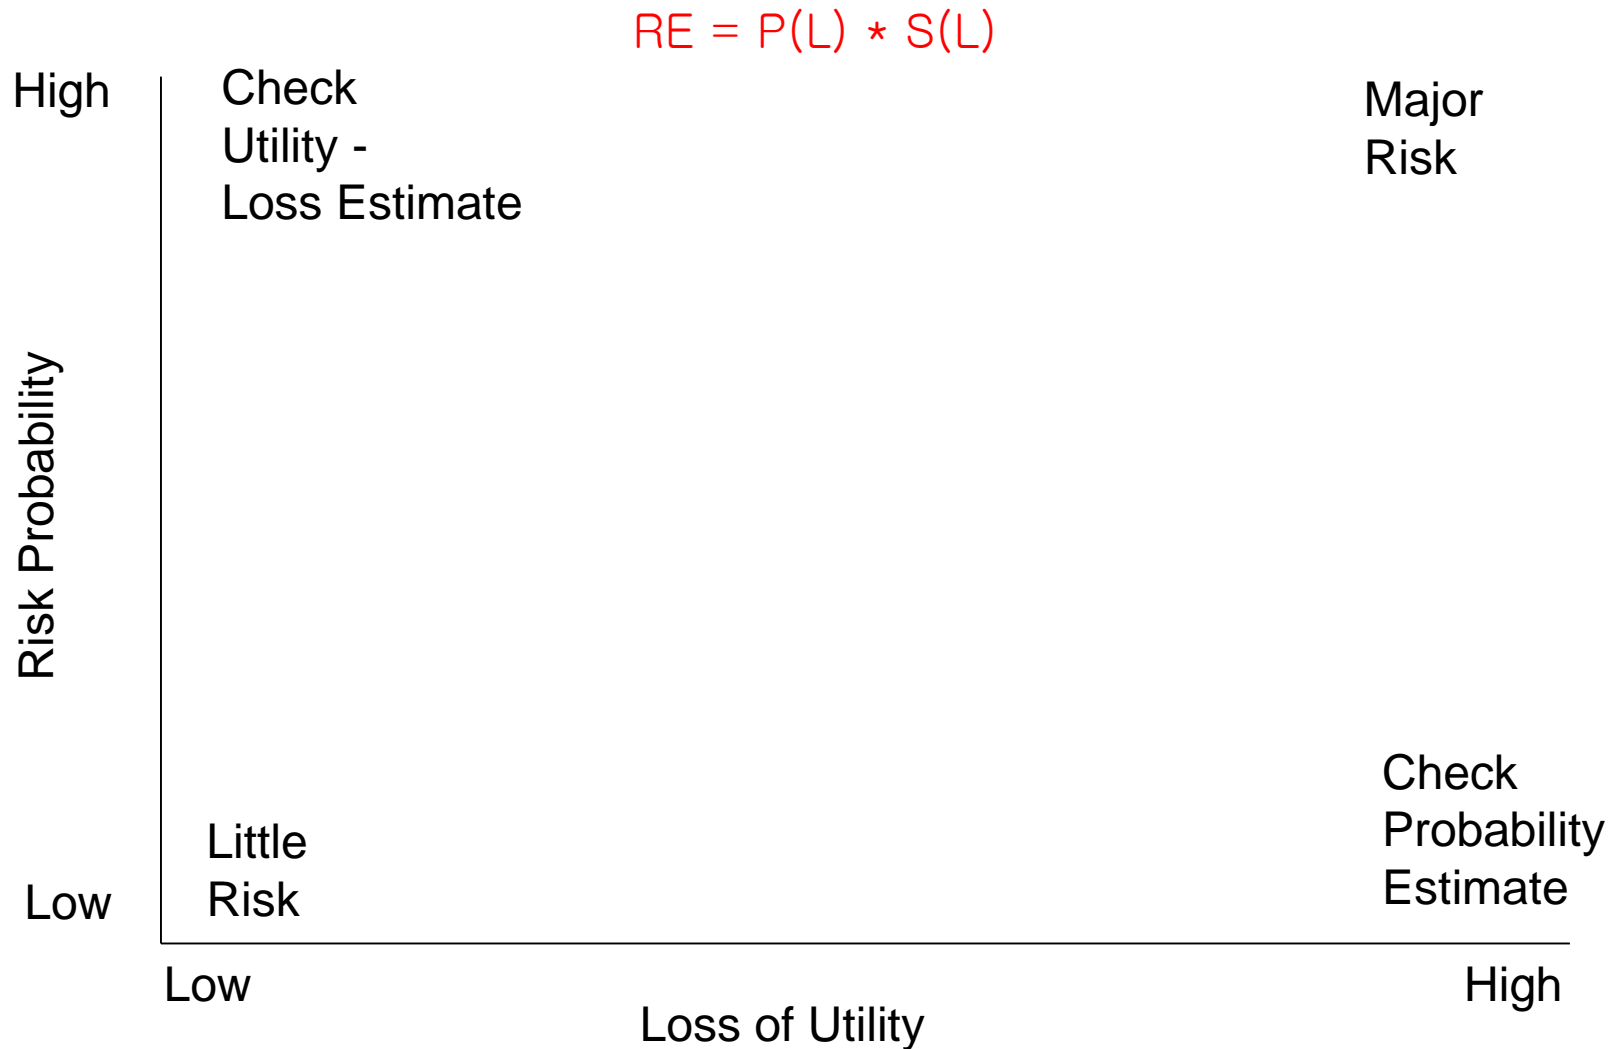 RE = P(L) * S(L)
High
Check
Utility -
Loss Estimate
Major
Risk
Risk Probability
Little
Risk
Check
Probability
Estimate
Low
Low
High
Loss of Utility